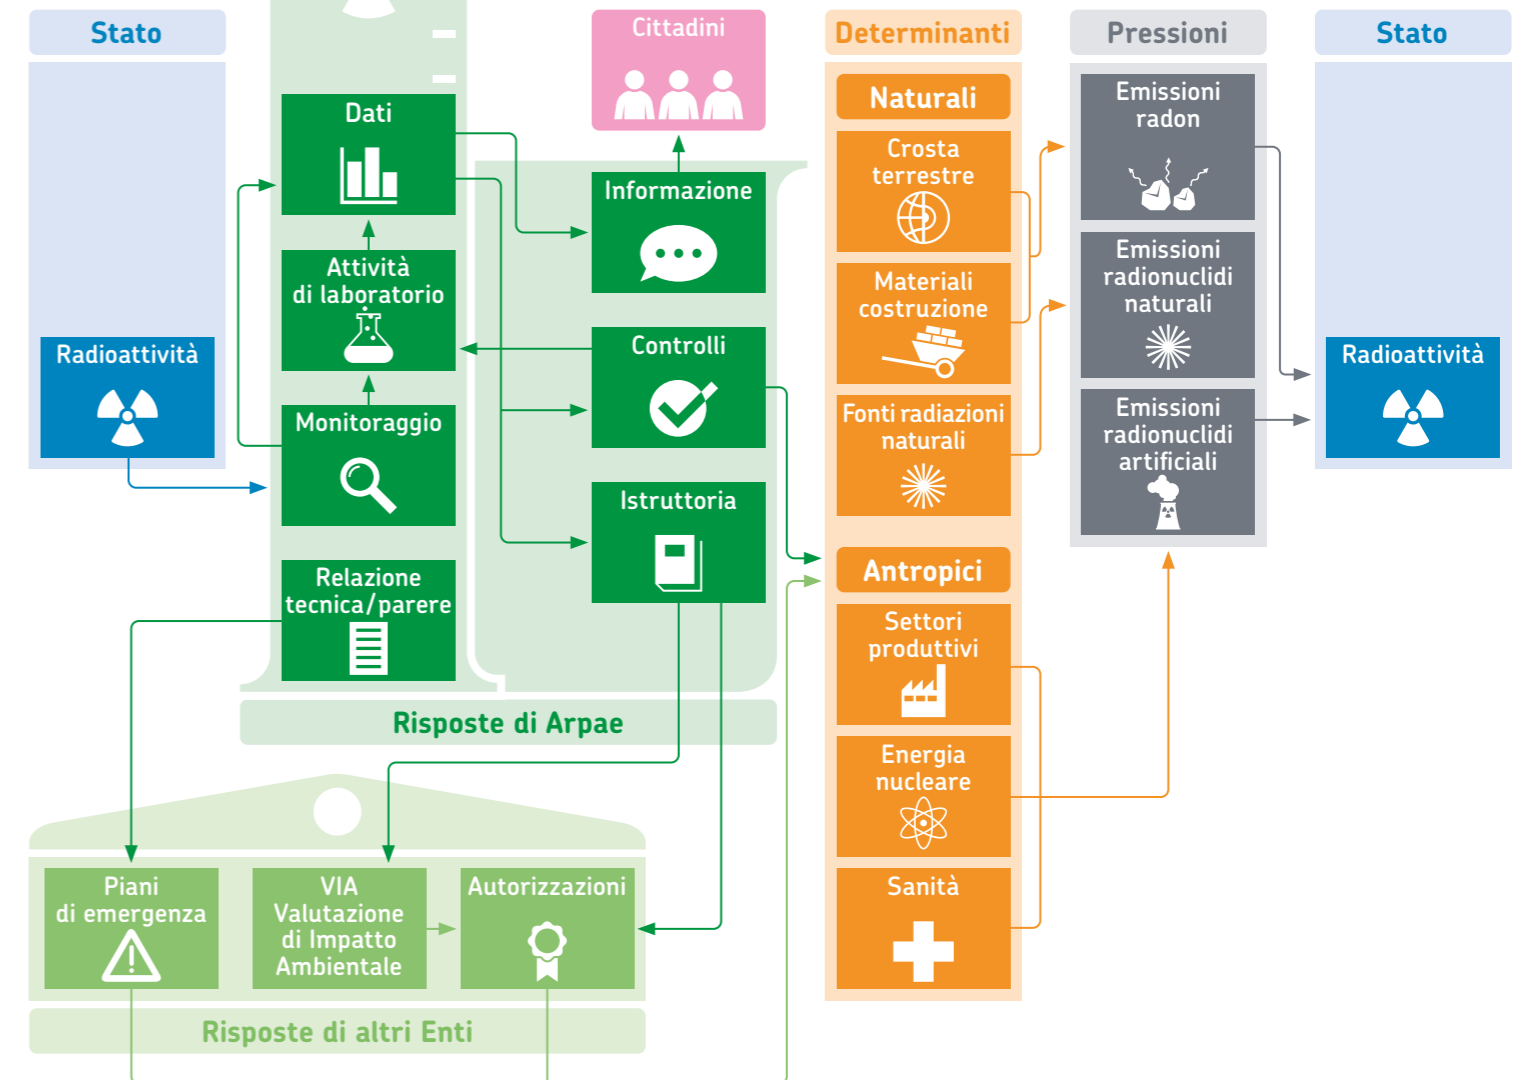 Stato
Radioattività
Dati
Attività
di laboratorio
Monitoraggio
Relazione
tecnica/parere
Cittadini
Informazione
Controlli
Istruttoria
Risposte di Arpae
Piani
di emergenza
VIA
Valutazione
di Impatto
Ambientale
Autorizzazioni
Risposte di altri Enti
Determinanti
Naturali
Crosta
terrestre
Materiali
costruzione
Fonti radiazioni
naturali
Antropici
Settori
produttivi
Energia
nucleare
Sanità
Pressioni
Emissioni
radon
Emissioni
radionuclidi
naturali
Emissioni
radionuclidi
artificiali
Stato
Radioattività